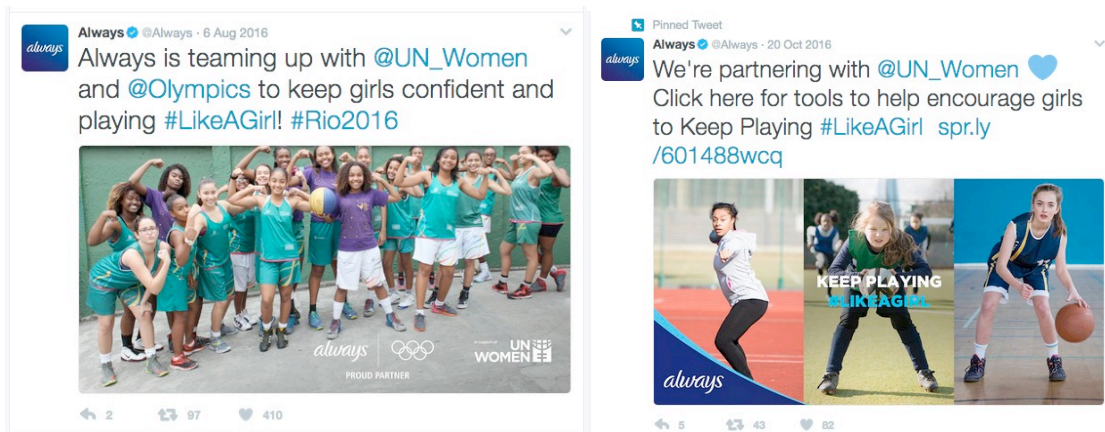 always
Always @Always · 6 Aug 2016
Always is teaming up with @UN_Women
and @Olympics to keep girls confident and
playing #LikeAGirl! #Rio2016
always
PROUD PARTNER
UN
WOMEN
2 97 410
Pinned Tweet
always
Always @Always · 20 Oct 2016
We're partnering with @UN_Women
Click here for tools to help encourage girls
to Keep Playing #LikeAGirl spr.ly
/601488wcq
KEEP PLAYING
#LIKEAGIRL
always
5 43 82